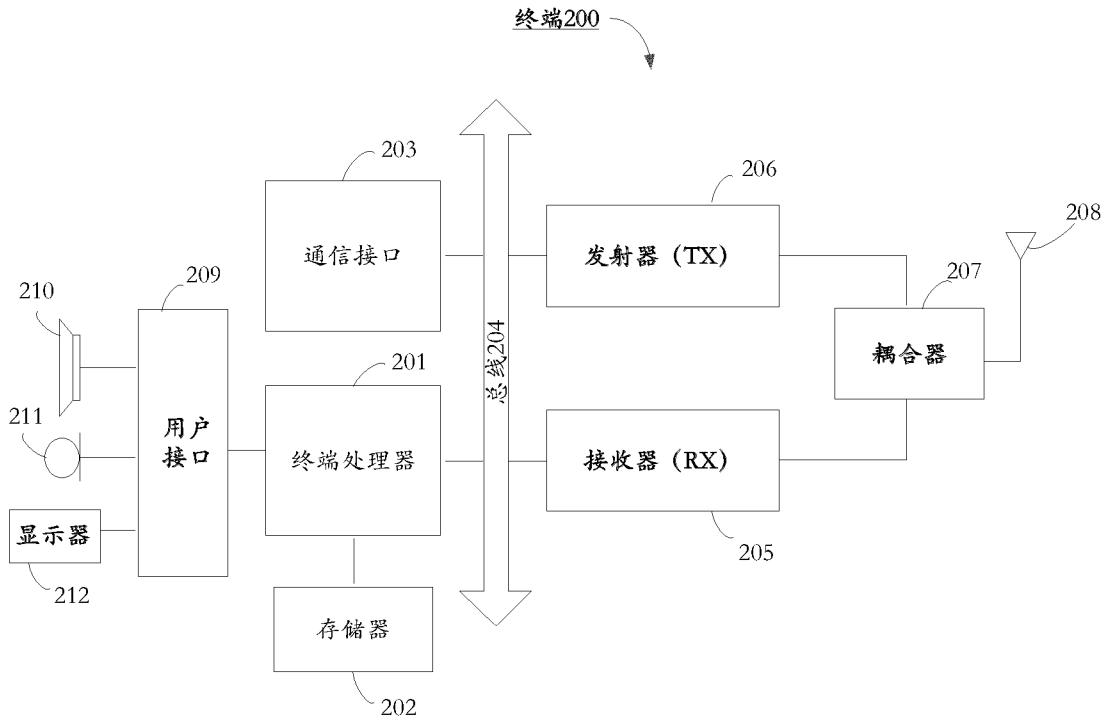 终端200
203
通信接口
206
发射器（TX）
208
207
耦合器
209
用户
接口
210
211
显示器
212
201
终端处理器
总线204
接收器（RX）
205
存储器
202